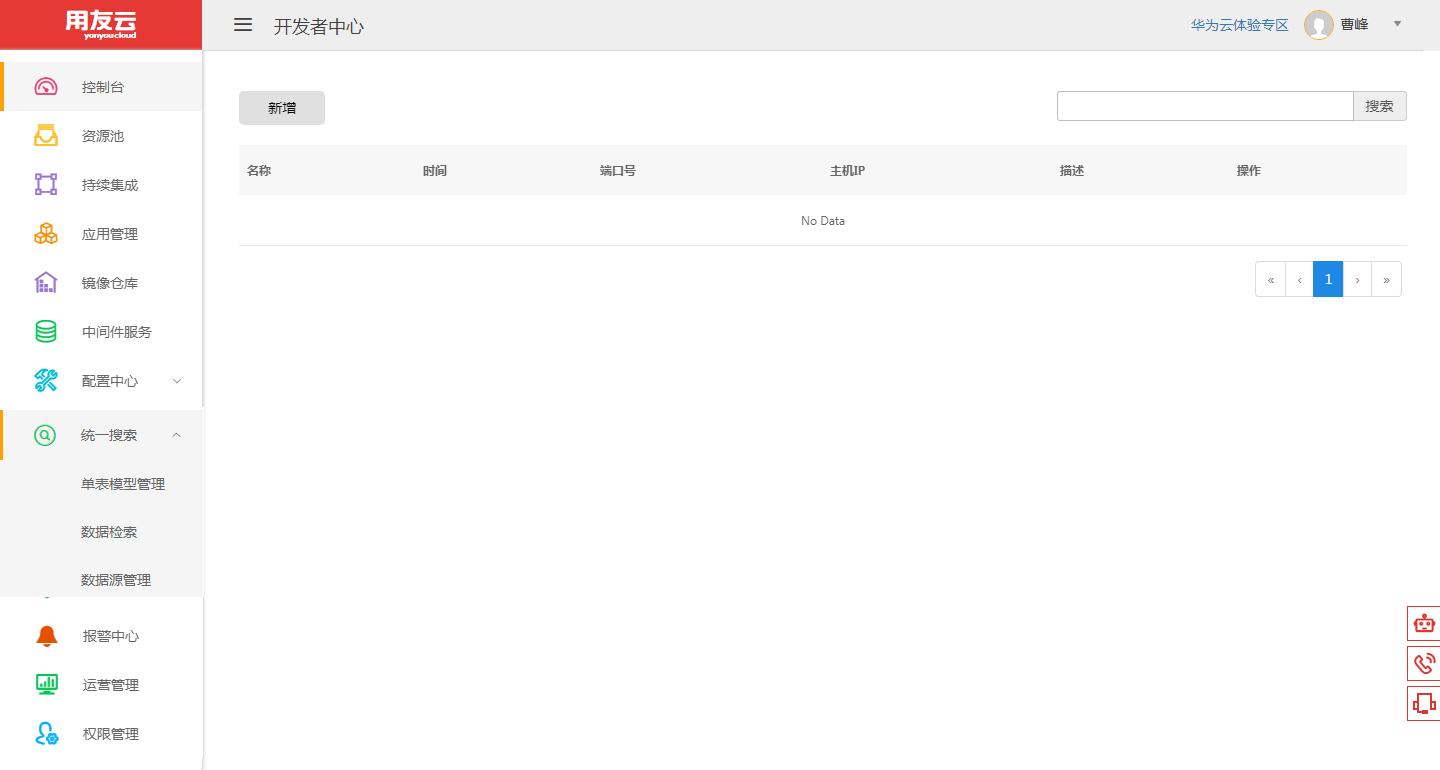 用友云
yonyoucloud
开发者中心
华为云体验专区
曹峰
控制台
资源池
持续集成
应用管理
镜像仓库
中间件服务
配置中心
统一搜索
单表模型管理
数据检索
数据源管理
报警中心
运营管理
权限管理
新增
搜索
名称 时间 端口号 主机IP 描述 操作
No Data
« ‹ 1 › »